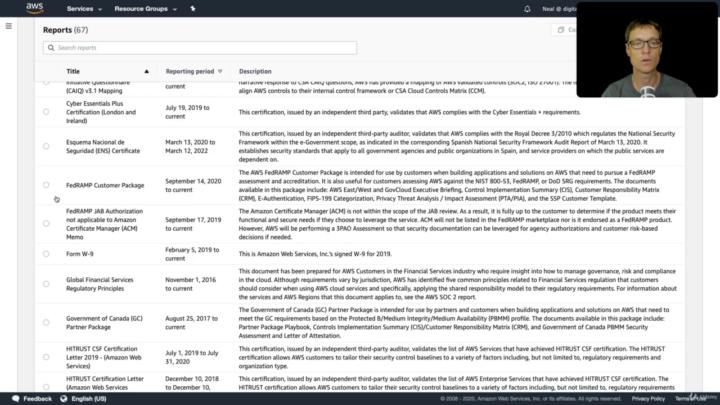 aws
Services
Resource Groups
Neal @ digita
Reports (67)
Search reports
Title
Reporting period
Description
Initiative Questionnaire
(CAIQ) v3.1 Mapping
current
align AWS controls to their internal control framework or CSA Cloud Controls Matrix (CCM).
Cyber Essentials Plus
Certification (London and
Ireland)
July 19, 2019 to
current
This certification, issued by an independent third party, validates that AWS complies with the Cyber Essentials + requirements.
Esquema Nacional de
Seguridad (ENS) Certificate
March 13, 2020 to
March 12, 2022
This certification, issued by an independent third-party auditor, validates that AWS complies with the Royal Decree 3/2010 which regulates the National Security
Framework within the e-Government scope, as indicated in the corresponding Spanish National Security Framework Audit Report of March 13, 2020. It
establishes security standards that apply to all government agencies and public organizations in Spain, and service providers on which the public services are
dependent on.
FedRAMP Customer Package
September 14, 2020
to current
The AWS FedRAMP Customer Package is intended for use by customers when building applications and solutions on AWS that need to pursue a FedRAMP
assessment and accreditation. It is also useful for customers assessing AWS against the NIST 800-53, FedRAMP, or DoD SRG requirements. The documents
available in this package include: AWS East/West and GovCloud Executive Briefing, Control Implementation Summary (CIS), Customer Responsibility Matrix
(CRM), E-Authentication, FIPS-199 Categorization, Privacy Threat Analysis / Impact Assessment (PTA/PIA), and the SSP Customer Template.
FedRAMP JAB Authorization
not applicable to Amazon
Certificate Manager (ACM)
Memo
September 17, 2019
to current
The Amazon Certificate Manager (ACM) is not within the scope of the JAB review. As a result, it is fully up to the customer to determine if the product meets their
functional and secure needs if they choose to leverage the service. ACM will not be listed in the FedRAMP marketplace nor is it endorsed as a FedRAMP product.
However, AWS will be performing a 3PAO Assessment so that security documentation can be leveraged for agency authorizations and customer risk-based
decisions if needed.
Form W-9
February 5, 2019 to
current
This is Amazon Web Services, Inc.'s signed W-9 for 2019.
Global Financial Services
Regulatory Principles
November 1, 2016
to current
This document has been prepared for AWS Customers in the Financial Services industry who require insight into how to manage governance, risk and compliance
in the cloud. Although requirements vary by jurisdiction, AWS has identified five common principles related to Financial Services regulation that customers
should consider when using AWS cloud services and specifically, applying the shared responsibility model to their regulatory requirements. For information about
the services and AWS Regions that this document applies to, see the AWS SOC 2 report.
Government of Canada (GC)
Partner Package
August 25, 2017 to
current
The Government of Canada (GC) Partner Package is intended for use by partners and customers when building applications and solutions on AWS that need to
meet the GC requirements based on the Protected B/Medium Integrity/Medium Availability (PBMM) profile. The documents available in this package include:
Partner Package Playbook, Controls Implementation Summary (CIS)/Customer Responsibility Matrix (CRM), and Government of Canada PBMM Security
Assessment and Letter of Attestation.
HITRUST CSF Certification
Letter 2019 - (Amazon Web
Services)
July 1, 2019 to July
31, 2020
This certification, issued by an independent third-party auditor, validates the list of AWS Services that have achieved HITRUST CSF certification. The HITRUST
certification allows AWS customers to tailor their security control baselines to a variety of factors including, but not limited to, regulatory requirements and
organization type.
HITRUST Certification Letter
(Amazon Web Services
December 10, 2018
to December 10,
This certification, issued by an independent third-party auditor, validates the list of AWS Enterprise Services that have achieved HITRUST CSF certification. The
HITRUST certification allows AWS customers to tailor their security control baselines to a variety of factors including, but not limited to, regulatory requirements
Feedback
English (US)
© 2008 - 2020, Amazon Web Services, Inc. or its affiliates. All rights reserved.
Privacy Policy
Terms of Use